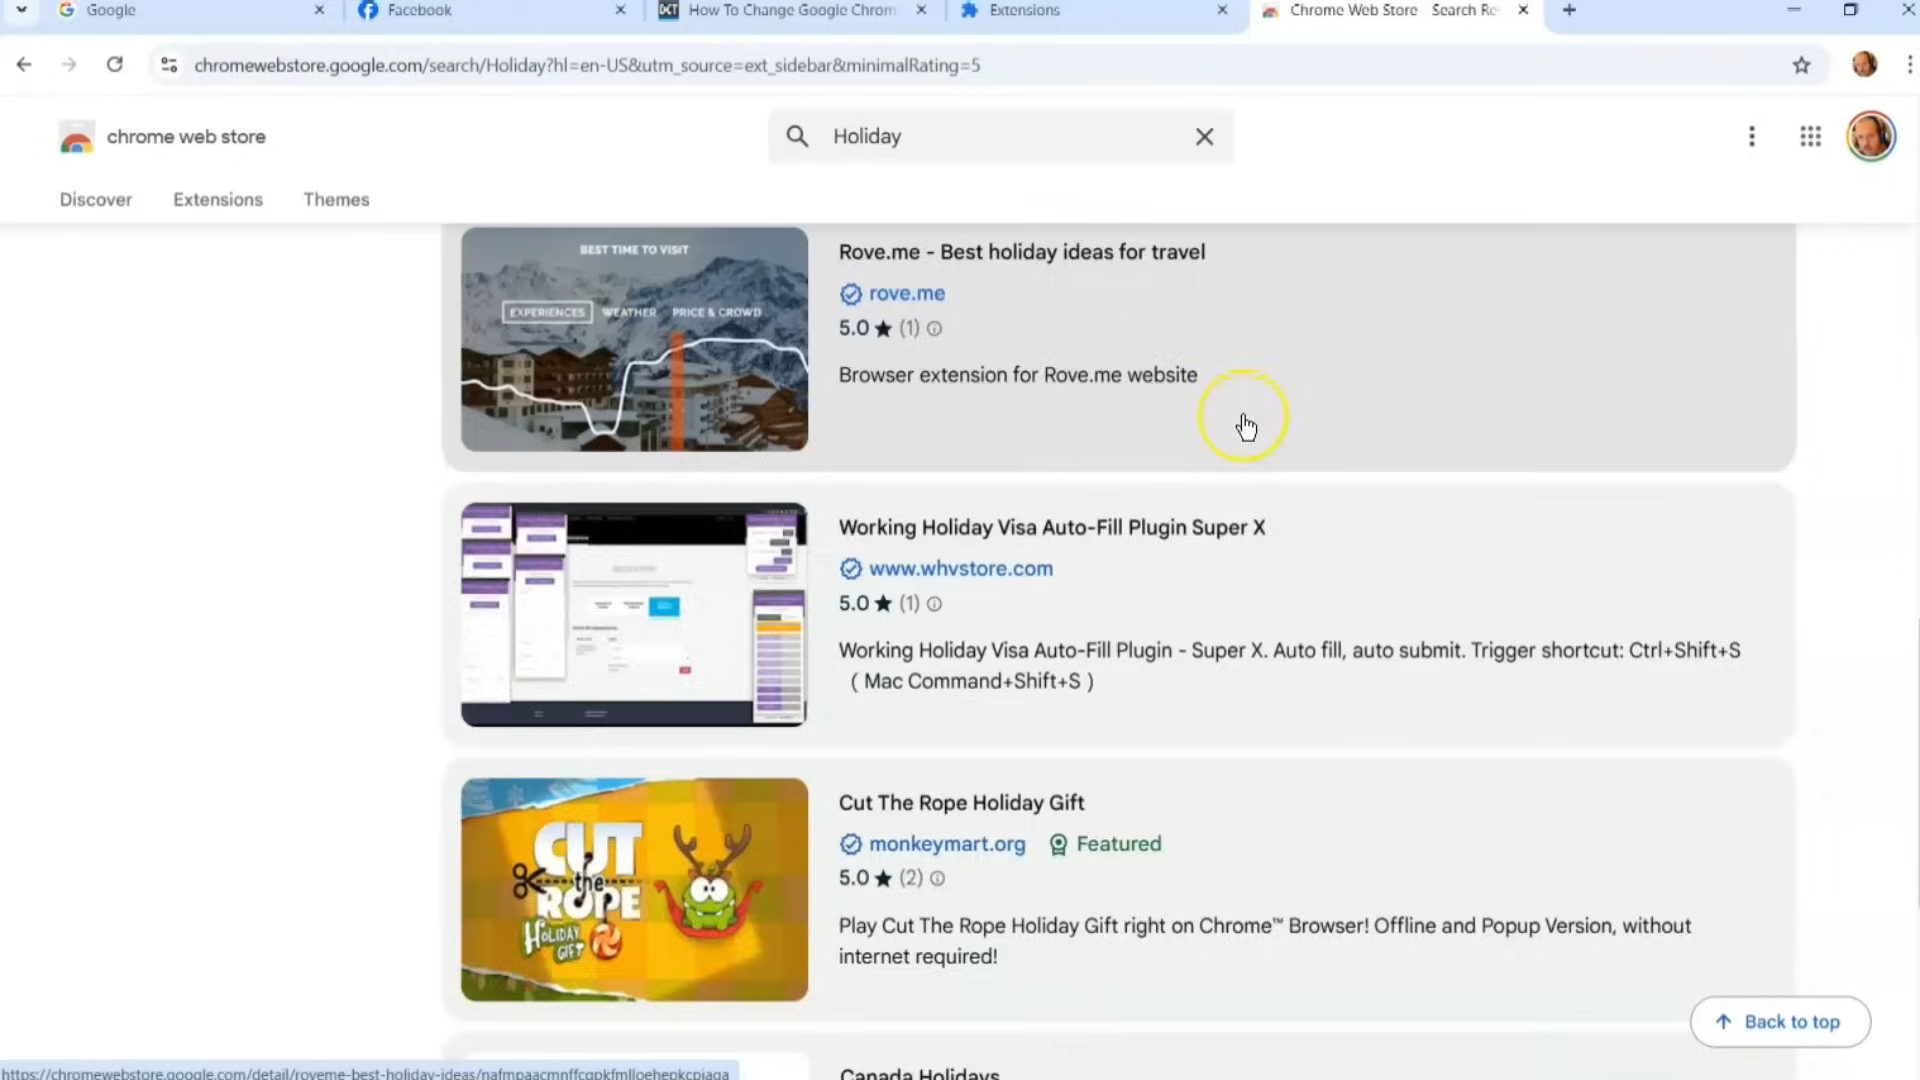 Google
Facebook
DCT
How To Change Google Chrom
Extensions
Chrome Web Store Search Re
chromewebstore.google.com/search/Holiday?hl=en-US&utm_source=ext_sidebar&minimalRating=5
chrome web store
Holiday
Discover
Extensions
Themes
BEST TIME TO VISIT
EXPERIENCES
WEATHER
PRICE & CROWD
Rove.me - Best holiday ideas for travel
rove.me
5.0 ★ (1)
Browser extension for Rove.me website
Working Holiday Visa Auto-Fill Plugin Super X
www.whvstore.com
5.0 ★ (1)
Working Holiday Visa Auto-Fill Plugin - Super X. Auto fill, auto submit. Trigger shortcut: Ctrl+Shift+S
( Mac Command+Shift+S )
CUT
the
ROPE
HOLIDAY
GIFT
Cut The Rope Holiday Gift
monkeymart.org
Featured
5.0 ★ (2)
Play Cut The Rope Holiday Gift right on Chrome™ Browser! Offline and Popup Version, without
internet required!
Back to top
Canada Holidays
https://chromewebstore.google.com/detail/roveme-best-holiday-ideas/nafmpaacmnffcgpkfmlloehepkcpjaga